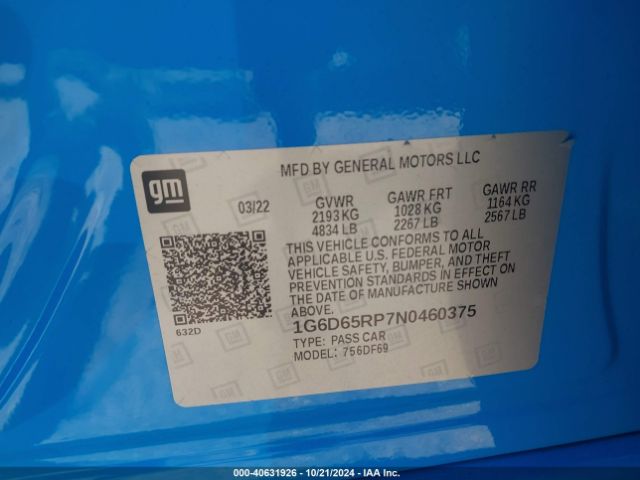 MFD BY GENERAL MOTORS LLC
gm
03/22
GVWR
2193 KG
4834 LB
GAWR FRT
1028 KG
2267 LB
GAWR RR
1164 KG
2567 LB
THIS VEHICLE CONFORMS TO ALL
APPLICABLE U.S. FEDERAL MOTOR
VEHICLE SAFETY, BUMPER, AND THEFT
PREVENTION STANDARDS IN EFFECT ON
THE DATE OF MANUFACTURE SHOWN
ABOVE.
632D
1G6D65RP7N0460375
TYPE: PASS CAR
MODEL: 756DF69
000-40631926 - 10/21/2024 - IAA Inc.